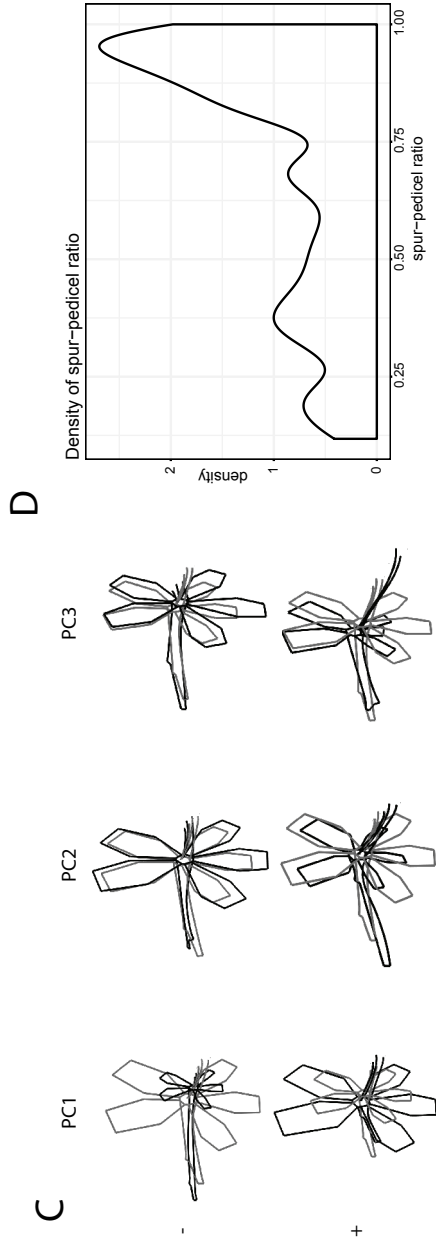 C
PC1 PC2 PC3
-
+
D
Density of spur−pedicel ratio
density
2
1
0
0.25 0.50 0.75 1.00
spur−pedicel ratio